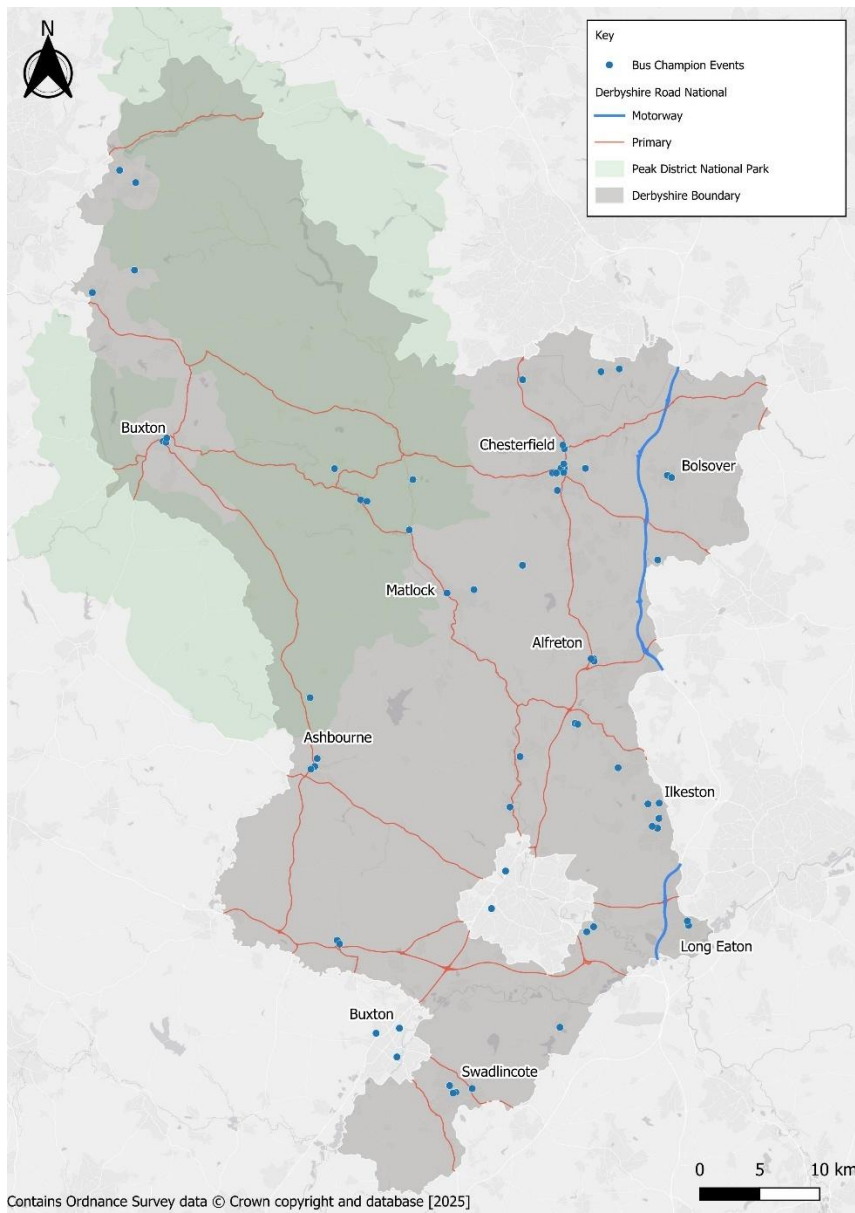 N
Key
Bus Champion Events
Derbyshire Road National
Motorway
Primary
Peak District National Park
Derbyshire Boundary
Buxton
Chesterfield
Bolsover
Matlock
Alfreton
Ashbourne
Ilkeston
Long Eaton
Buxton
Swadlincote
0 5 10 km
Contains Ordnance Survey data © Crown copyright and database [2025]